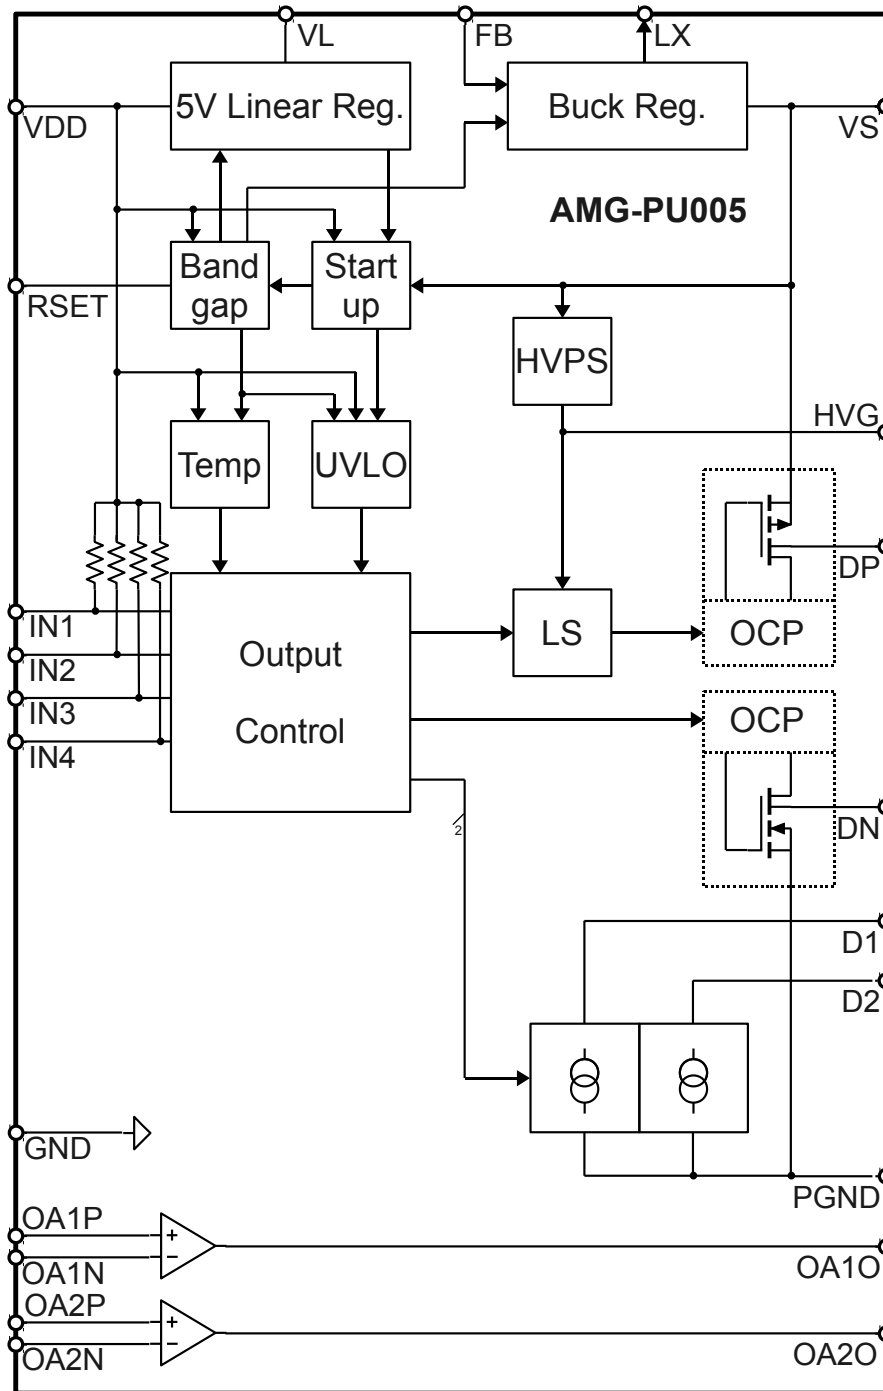 VL
FB
LX
5V Linear Reg.
Buck Reg.
VDD
VS
AMG-PU005
Band
gap
Start
up
RSET
HVPS
HVG
Temp
UVLO
DP
IN1
IN2
IN3
IN4
Output
Control
LS
OCP
OCP
2
DN
D1
D2
GND
PGND
OA1P
+
-
OA1N
OA1O
OA2P
+
-
OA2N
OA2O